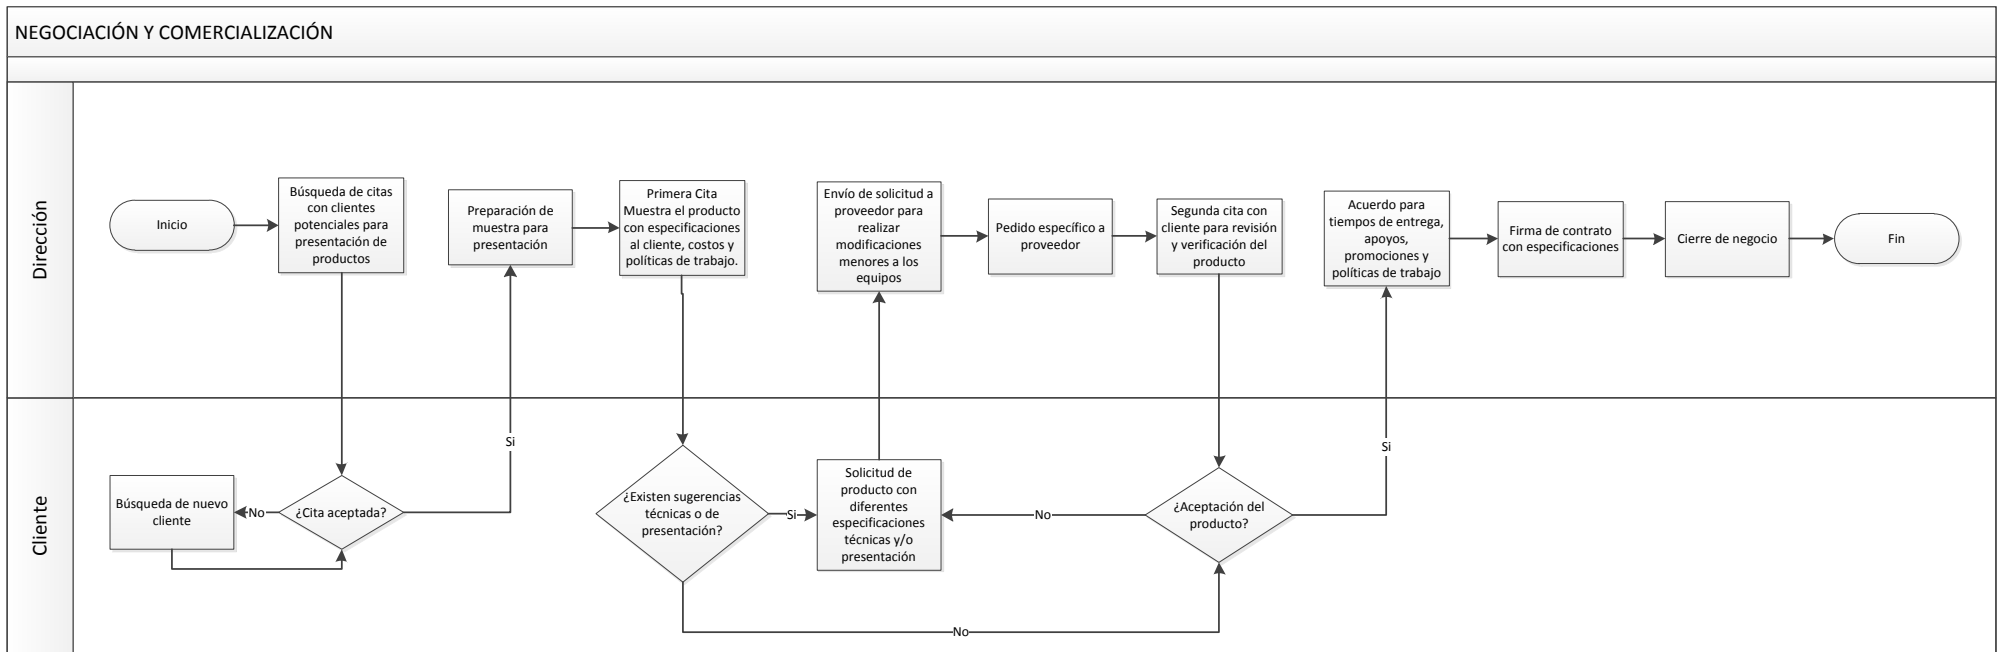 NEGOCIACIÓN Y COMERCIALIZACIÓN
Dirección
Inicio
Búsqueda de citas
con clientes
potenciales para
presentación de
productos
Preparación de
muestra para
presentación
Primera Cita
Muestra el producto
con especificaciones
al cliente, costos y
políticas de trabajo.
Envío de solicitud a
proveedor para
realizar
modificaciones
menores a los
equipos
Pedido específico a
proveedor
Segunda cita con
cliente para revisión
y verificación del
producto
Acuerdo para
tiempos de entrega,
apoyos,
promociones y
políticas de trabajo
Firma de contrato
con especificaciones
Cierre de negocio
Fin
Cliente
Búsqueda de nuevo
cliente
No
¿Cita aceptada?
Si
¿Existen sugerencias
técnicas o de
presentación?
Si
Solicitud de
producto con
diferentes
especificaciones
técnicas y/o
presentación
No
¿Aceptación del
producto?
Si
No